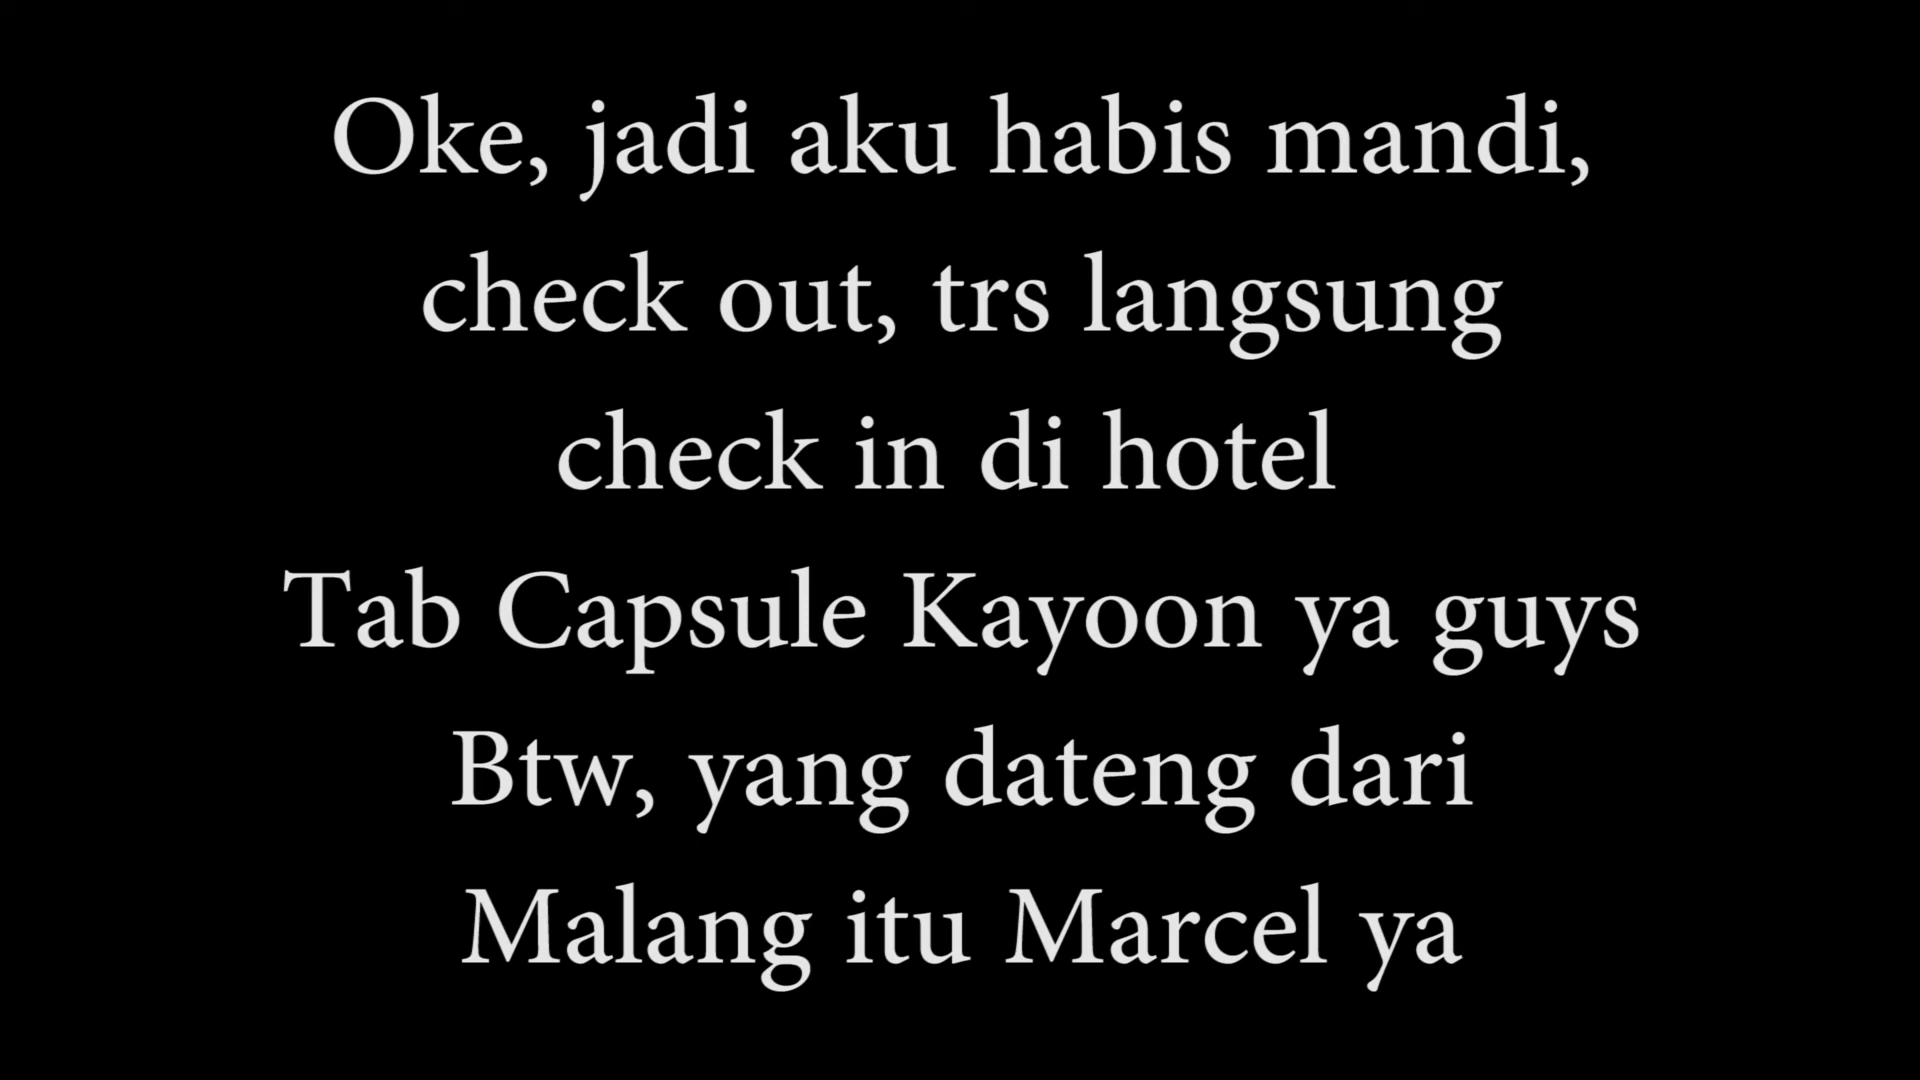 Oke, jadi aku habis mandi,
check out, trs langsung
check in di hotel
Tab Capsule Kayoon ya guys
Btw, yang dateng dari
Malang itu Marcel ya